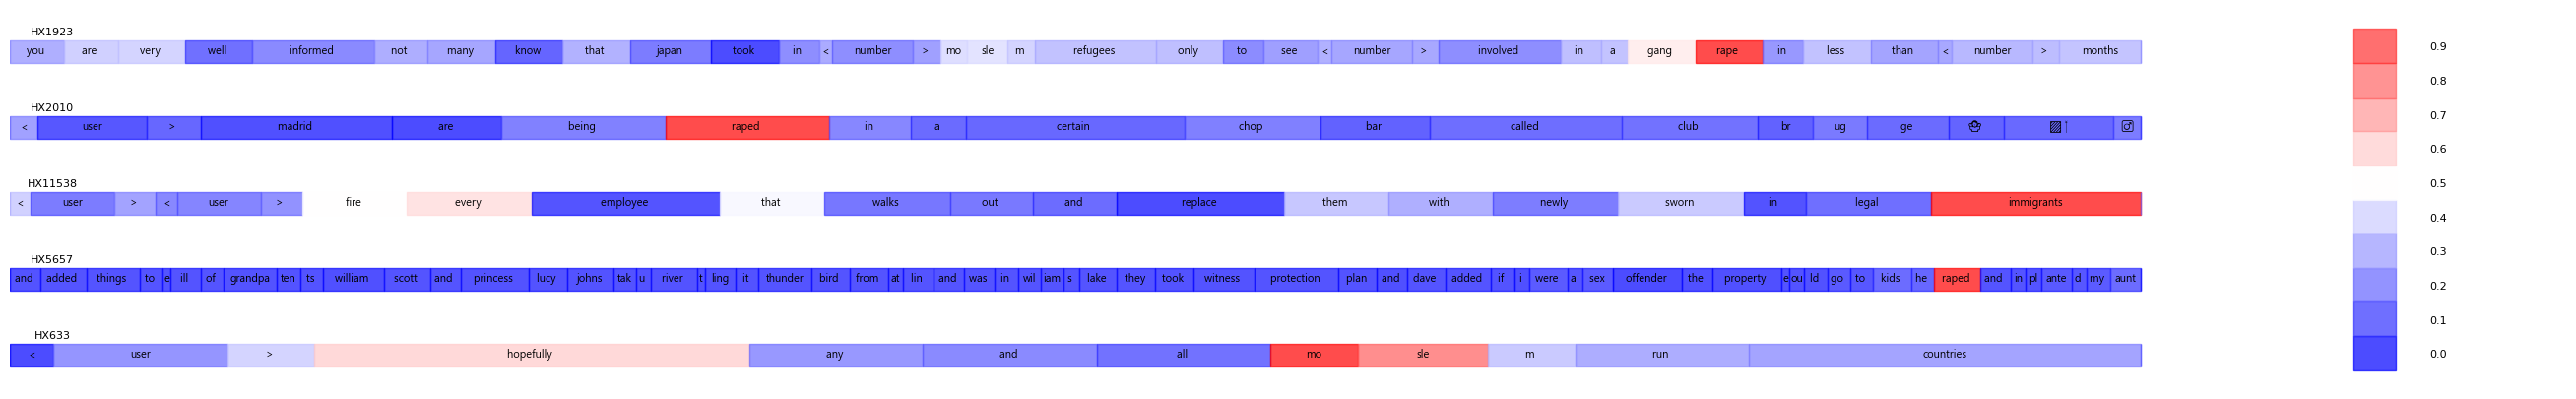 HX1923
you are very well informed not many know that japan took in < number > mo sle m refugees only to see < number > involved in a gang rape in less than < number > months
HX2010
< user > madrid are being raped in a certain chop bar called club br ug ge
HX11538
< user > < user > fire every employee that walks out and replace them with newly sworn in legal immigrants
HX5657
and added things to e ill of grandpa ten ts william scott and princess lucy johns tak u river t ling it thunder bird from at lin and was in wil iam s lake they took witness protection plan and dave added if i were a sex offender the property e ou ld go to kids he raped and in pl ante d my aunt
HX633
< user > hopefully any and all mo sle m run countries
0.9
0.8
0.7
0.6
0.5
0.4
0.3
0.2
0.1
0.0